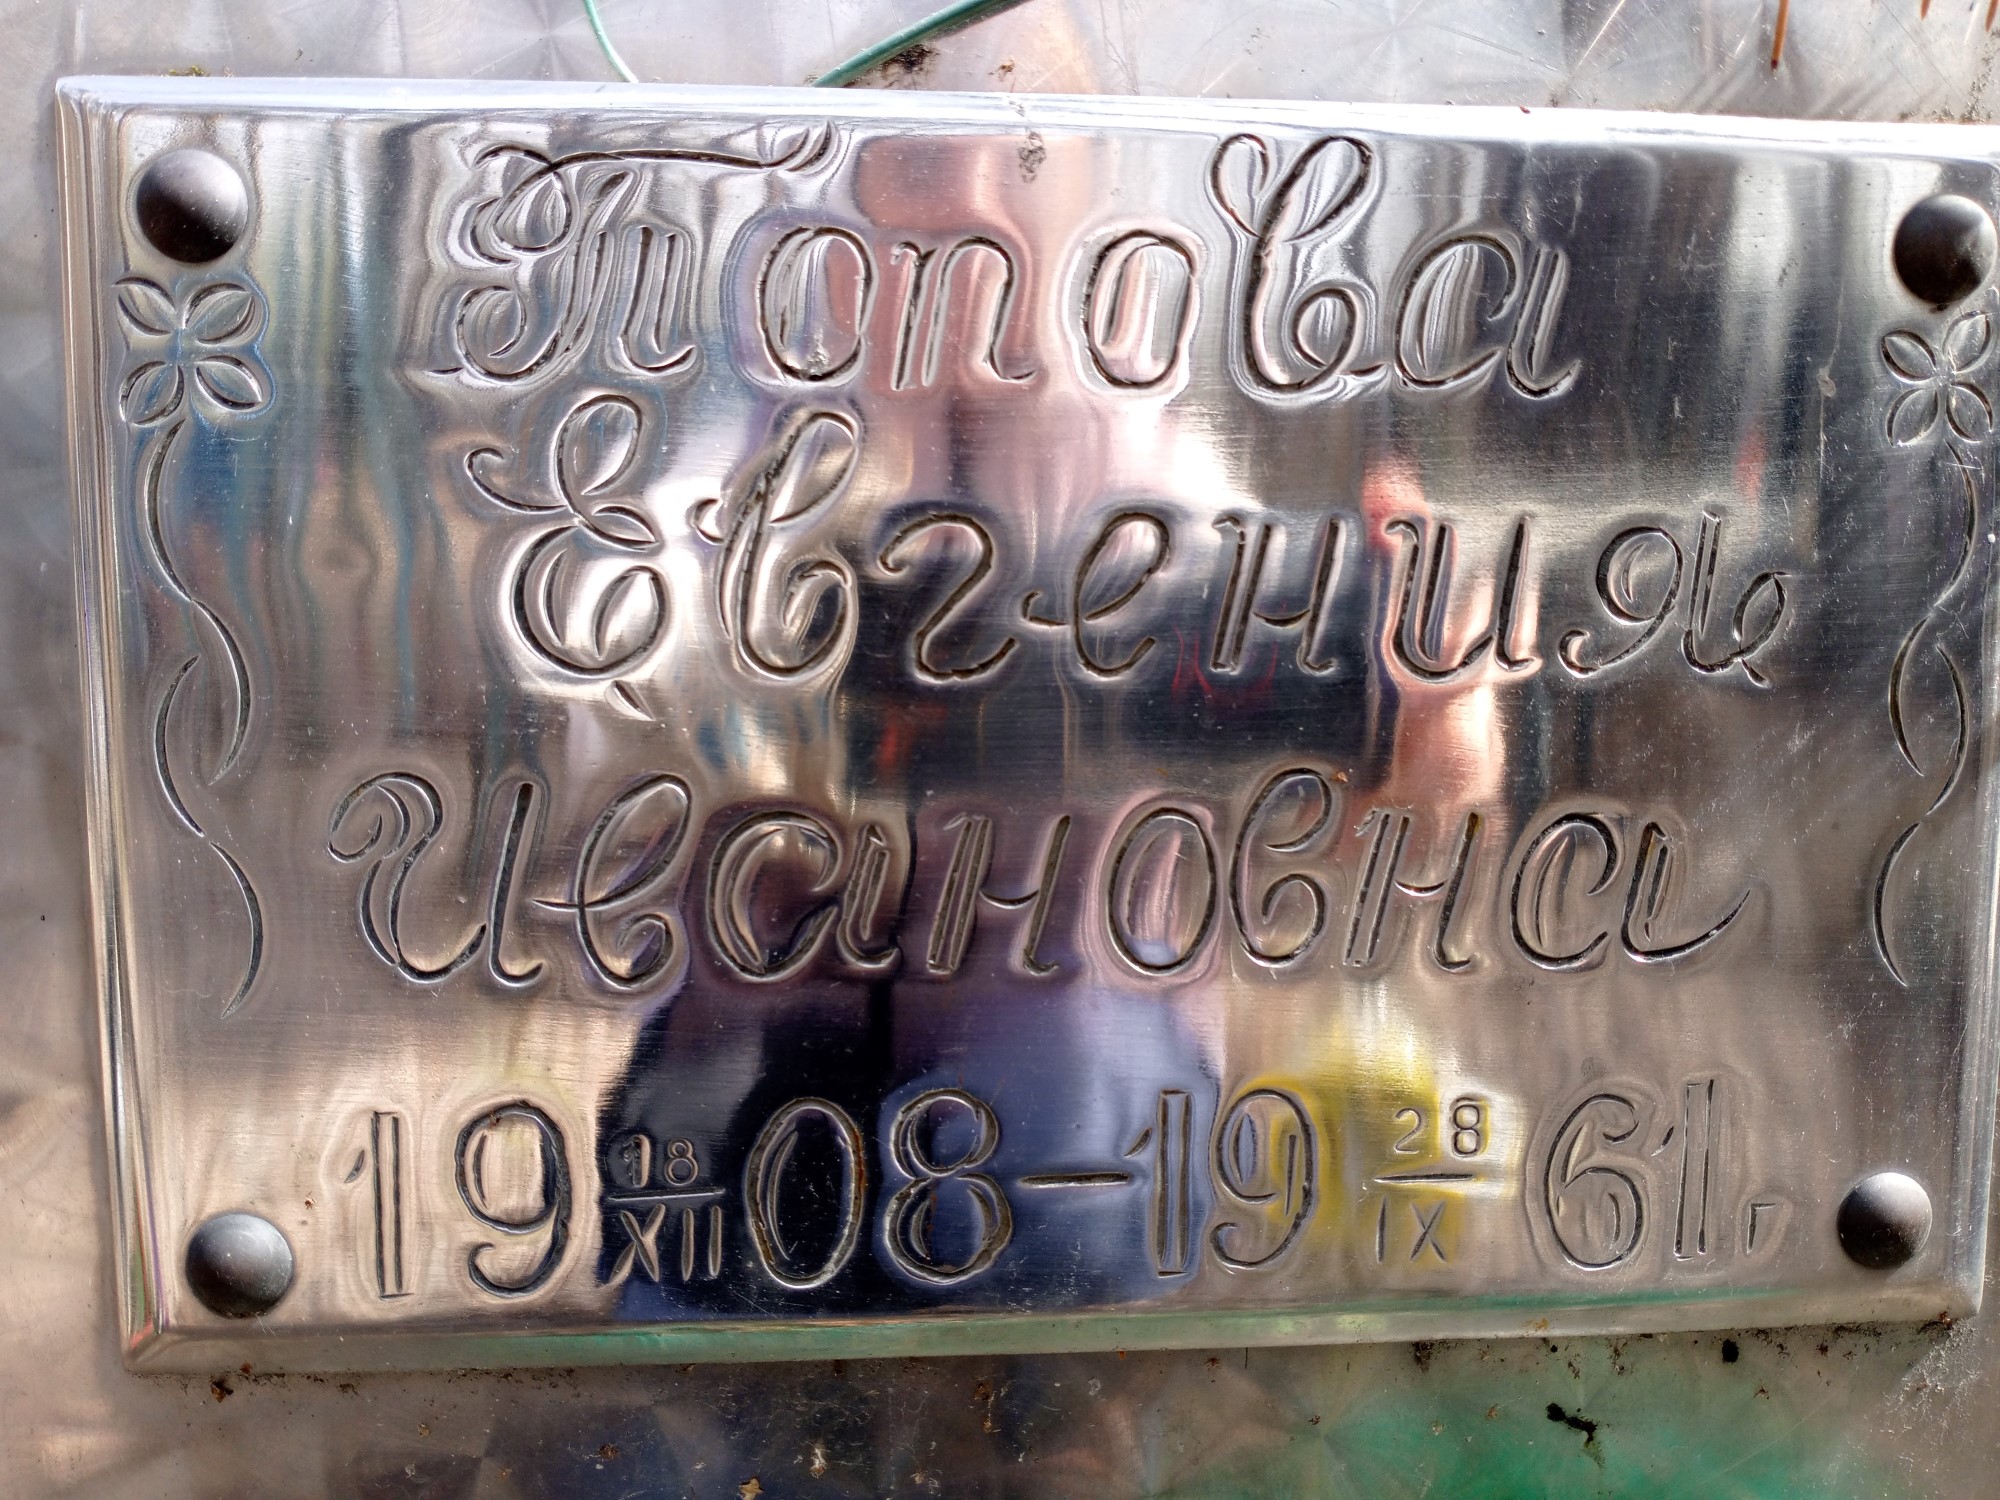 Попова
Евгения
Ивановна
19 18/XII 08-19 28/IX 61г